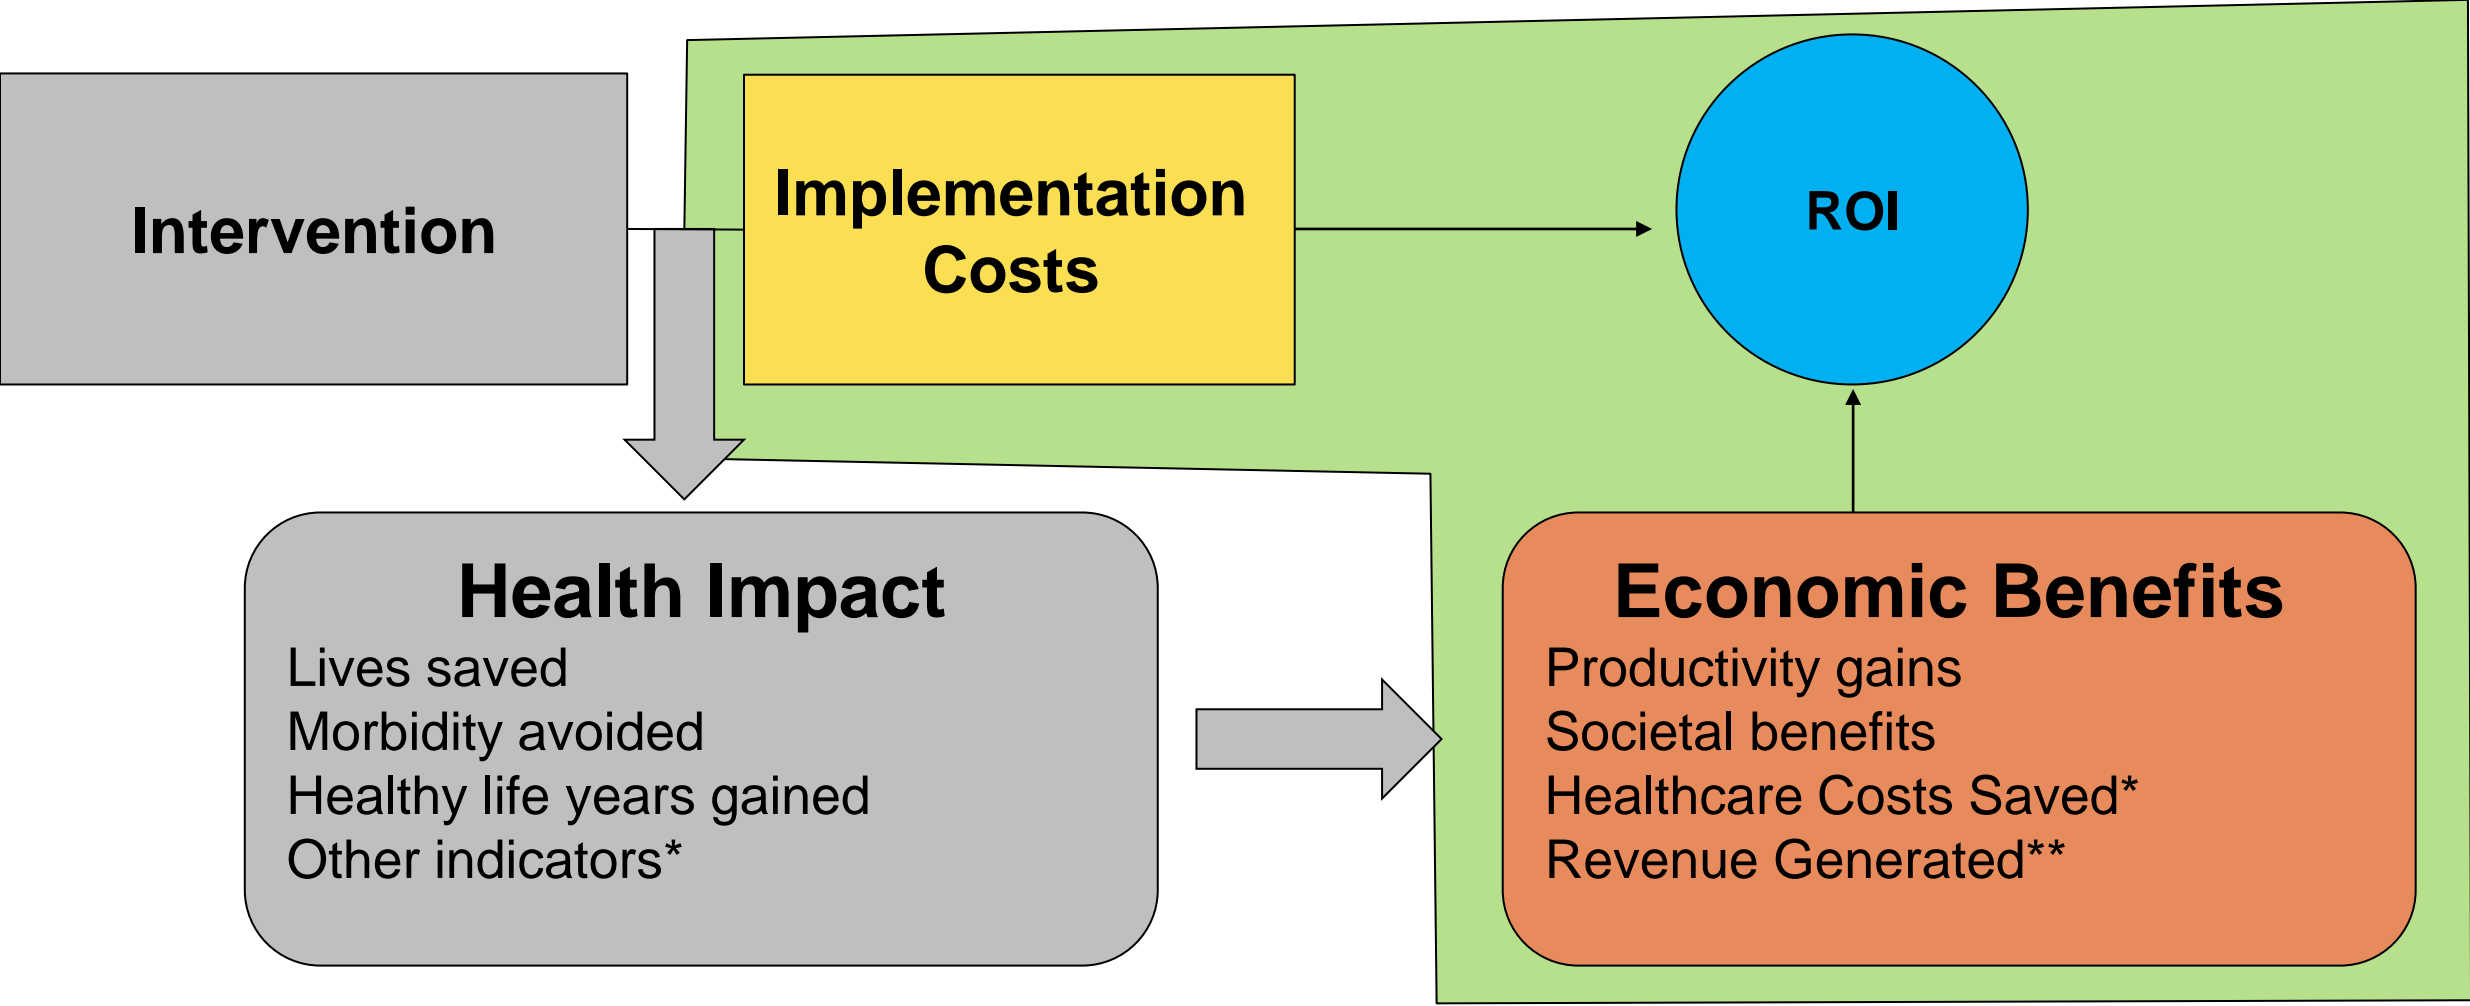 Intervention
Implementation
Costs
ROI
Health Impact
Lives saved
Morbidity avoided
Healthy life years gained
Other indicators*
Economic Benefits
Productivity gains
Societal benefits
Healthcare Costs Saved*
Revenue Generated**